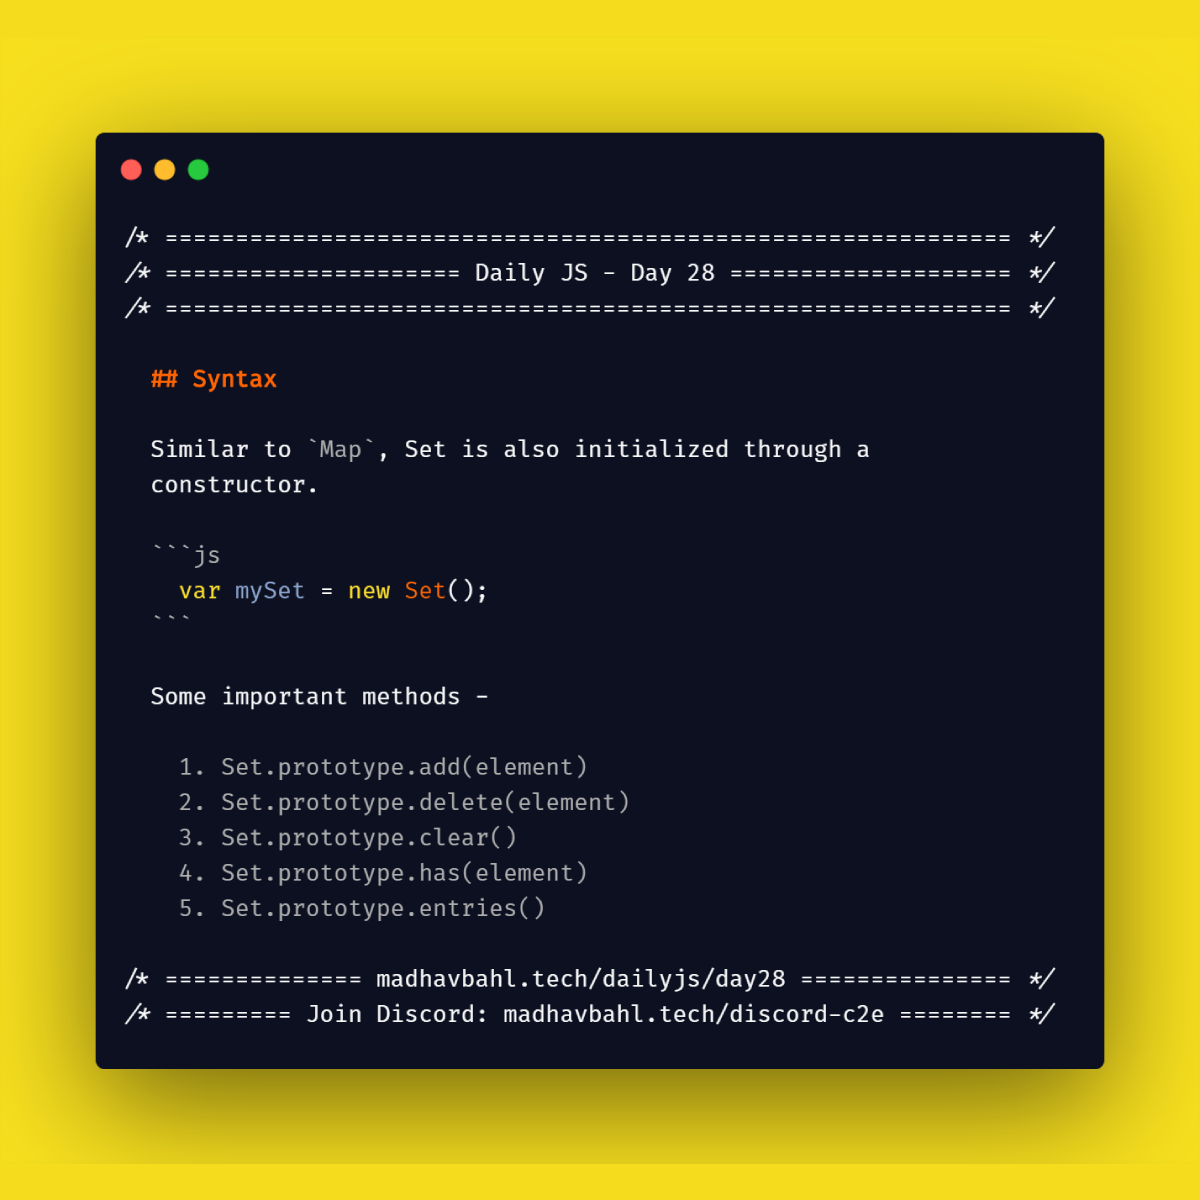 /* ============================================================ */
/* ===================== Daily JS - Day 28 ==================== */
/* ============================================================ */
## Syntax
Similar to `Map`, Set is also initialized through a
constructor.
```js
var mySet = new Set();
```
Some important methods -
1. Set.prototype.add(element)
2. Set.prototype.delete(element)
3. Set.prototype.clear()
4. Set.prototype.has(element)
5. Set.prototype.entries()
/* ============== madhavbahl.tech/dailyjs/day28 =============== */
/* ========= Join Discord: madhavbahl.tech/discord-c2e ======== */